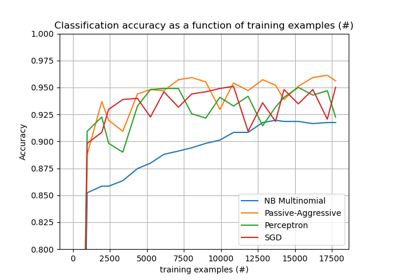 Classification accuracy as a function of training examples (#)
1.000
0.975
0.950
0.925
0.900
0.875
0.850
0.825
0.800
Accuracy
NB Multinomial
Passive-Aggressive
Perceptron
SGD
0 2500 5000 7500 10000 12500 15000 17500
training examples (#)